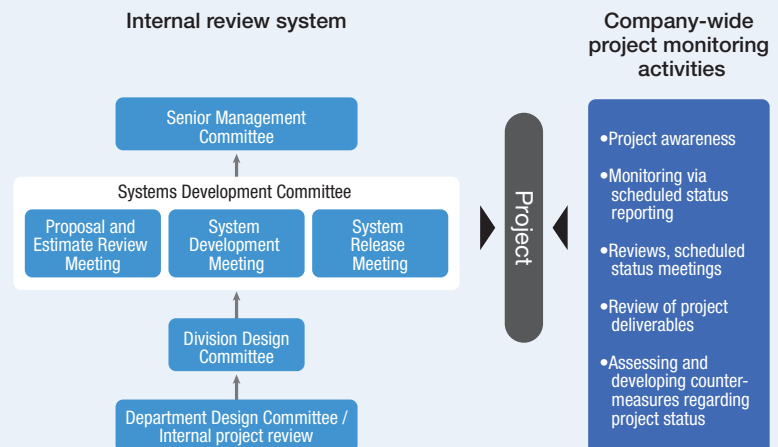 Internal review system
Senior Management
Committee
Systems Development Committee
Proposal and
Estimate Review
Meeting
System
Development
Meeting
System
Release
Meeting
Division Design
Committee
Department Design Committee /
Internal project review
Project
Company-wide
project monitoring
activities
•Project awareness
•Monitoring via
scheduled status
reporting
•Reviews, scheduled
status meetings
•Review of project
deliverables
•Assessing and
developing counter-
measures regarding
project status